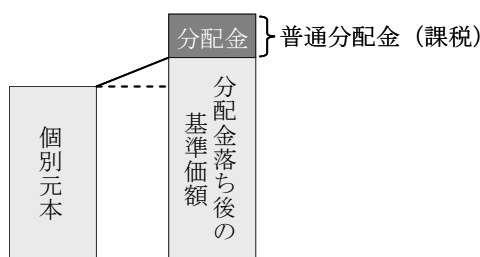 分配金
普通分配金（課税）
個別元本
分配金落ち後の
基準価額